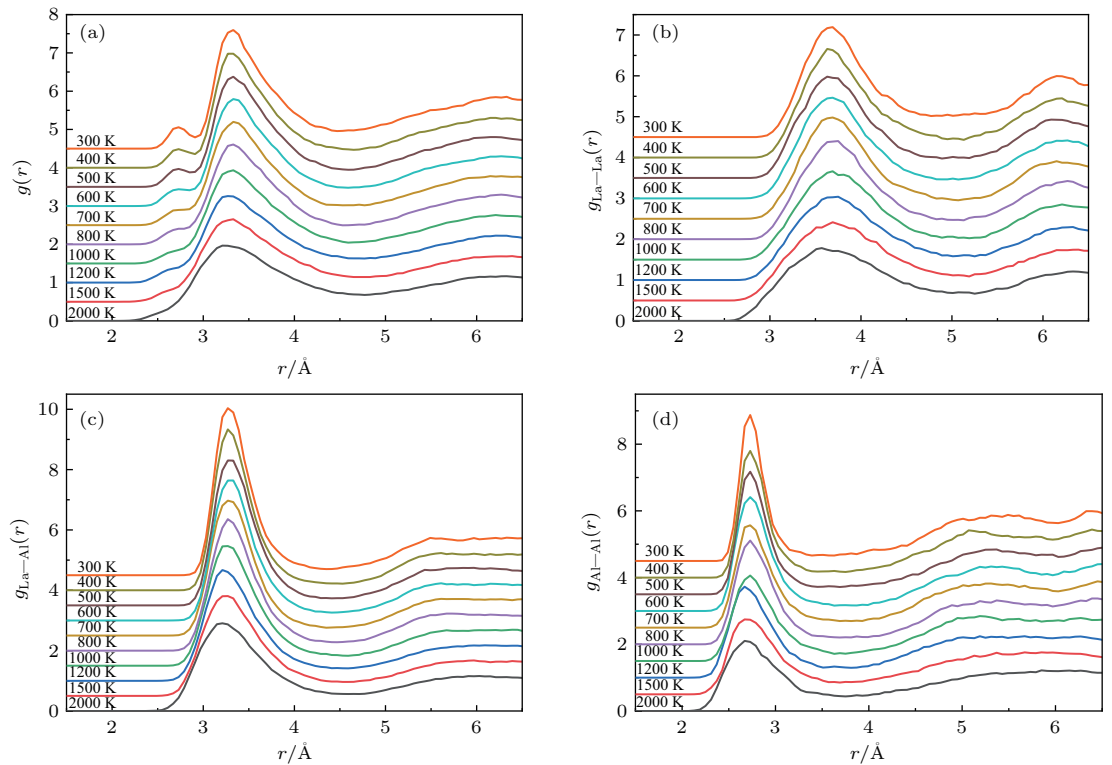 (a)
g(r)
8
7
6
5
4
3
2
1
0
300 K
400 K
500 K
600 K
700 K
800 K
1000 K
1200 K
1500 K
2000 K
2 3 4 5 6
r/Å
(b)
gLa—La(r)
7
6
5
4
3
2
1
0
300 K
400 K
500 K
600 K
700 K
800 K
1000 K
1200 K
1500 K
2000 K
2 3 4 5 6
r/Å
(c)
gLa—Al(r)
10
8
6
4
2
0
300 K
400 K
500 K
600 K
700 K
800 K
1000 K
1200 K
1500 K
2000 K
2 3 4 5 6
r/Å
(d)
gAl—Al(r)
8
6
4
2
0
300 K
400 K
500 K
600 K
700 K
800 K
1000 K
1200 K
1500 K
2000 K
2 3 4 5 6
r/Å